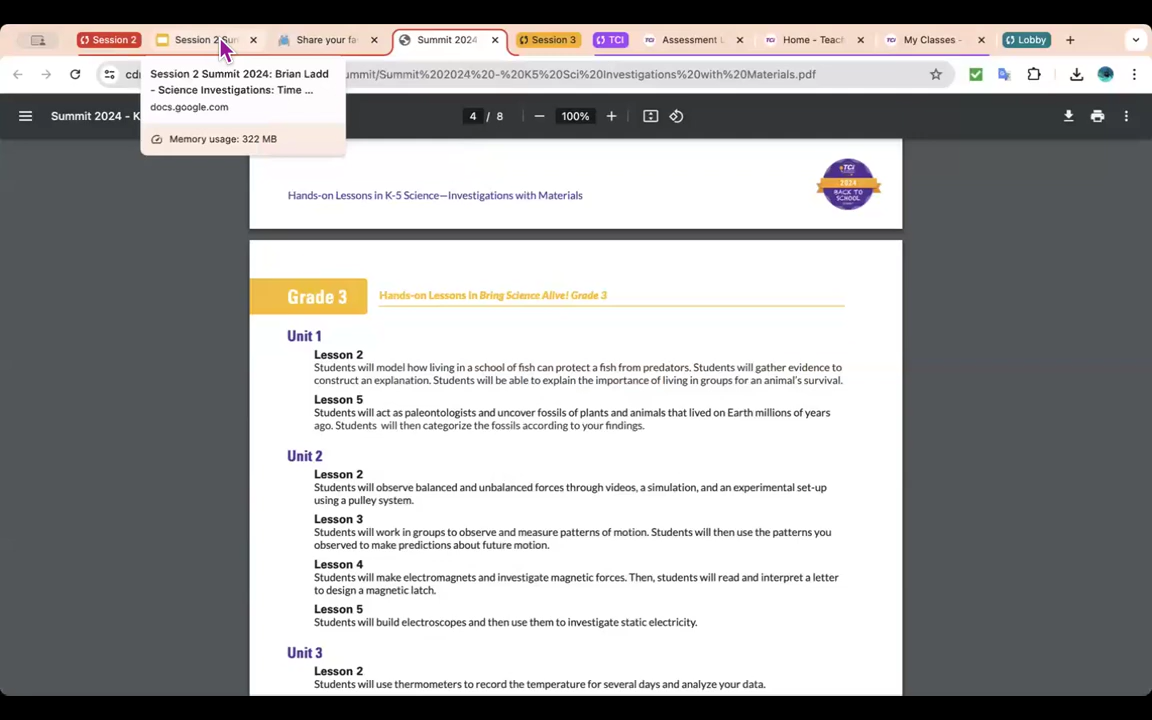 Session 2
Session 2 Su
Share your fa
Summit 2024
Session 3
TCI
Assessment L
Home - Teac
My Classes -
Lobby
Session 2 Summit 2024: Brian Ladd
- Science Investigations: Time ...
docs.google.com
Memory usage: 322 MB
cd
ummit/Summit%202024%20-%20K5%20Sci%20Investigations%20with%20Materials.pdf
Summit 2024 - K
4 / 8
100%
Hands-on Lessons in K-5 Science—Investigations with Materials
TCI
2024
BACK TO
SCHOOL
Grade 3
Hands-on Lessons in Bring Science Alive! Grade 3
Unit 1
Lesson 2
Students will model how living in a school of fish can protect a fish from predators. Students will gather evidence to
construct an explanation. Students will be able to explain the importance of living in groups for an animal's survival.
Lesson 5
Students will act as paleontologists and uncover fossils of plants and animals that lived on Earth millions of years
ago. Students will then categorize the fossils according to your findings.
Unit 2
Lesson 2
Students will observe balanced and unbalanced forces through videos, a simulation, and an experimental set-up
using a pulley system.
Lesson 3
Students will work in groups to observe and measure patterns of motion. Students will then use the patterns you
observed to make predictions about future motion.
Lesson 4
Students will make electromagnets and investigate magnetic forces. Then, students will read and interpret a letter
to design a magnetic latch.
Lesson 5
Students will build electroscopes and then use them to investigate static electricity.
Unit 3
Lesson 2
Students will use thermometers to record the temperature for several days and analyze your data.